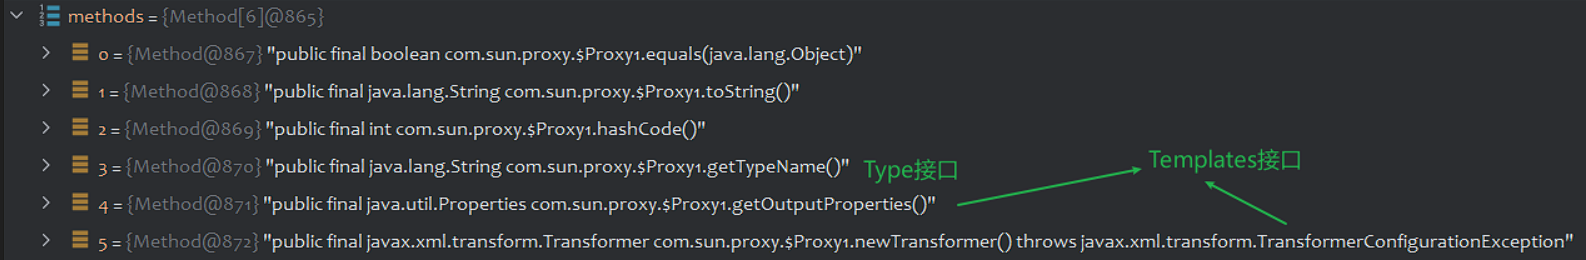 methods = {Method[6]@865}
0 = {Method@867} "public final boolean com.sun.proxy.$Proxy1.equals(java.lang.Object)"
1 = {Method@868} "public final java.lang.String com.sun.proxy.$Proxy1.toString()"
2 = {Method@869} "public final int com.sun.proxy.$Proxy1.hashCode()"
3 = {Method@870} "public final java.lang.String com.sun.proxy.$Proxy1.getTypeName()" Type接口
Templates接口
4 = {Method@871} "public final java.util.Properties com.sun.proxy.$Proxy1.getOutputProperties()"
5 = {Method@872} "public final javax.xml.transform.Transformer com.sun.proxy.$Proxy1.newTransformer() throws javax.xml.transform.TransformerConfigurationException"